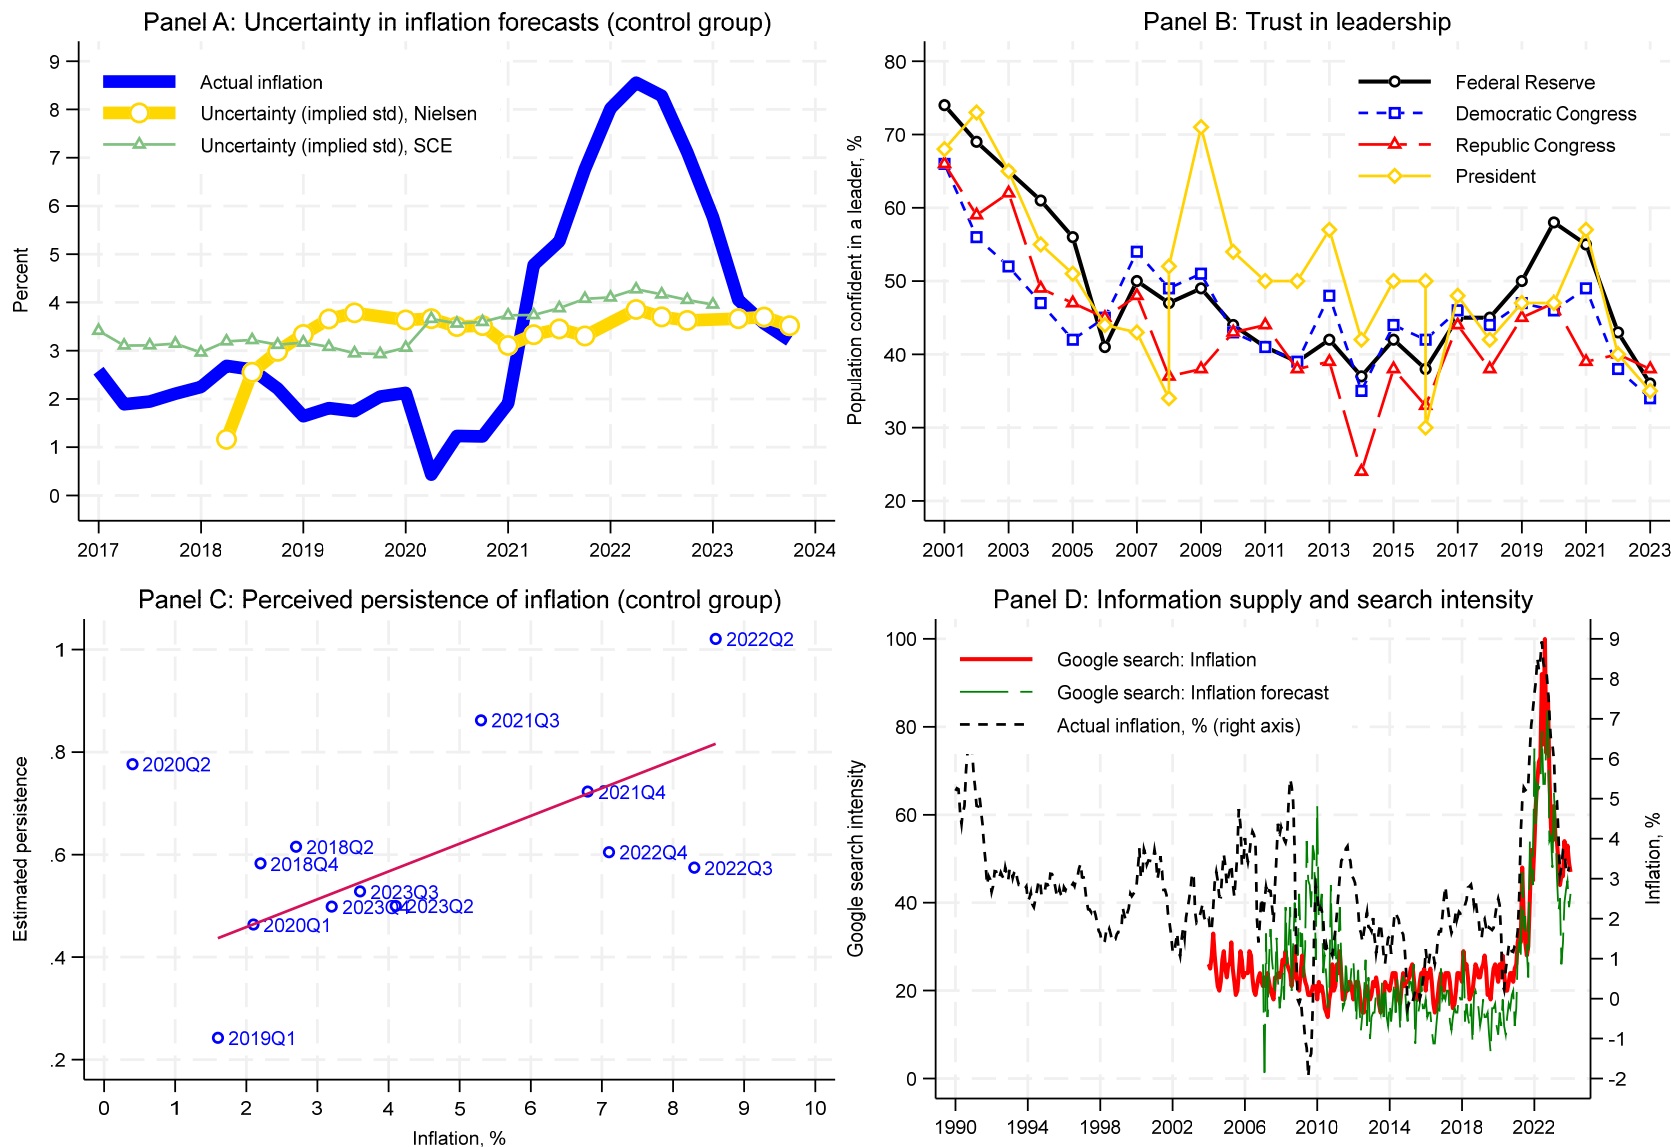 Panel A: Uncertainty in inflation forecasts (control group)
9
8
7
6
5
4
3
2
1
0
Percent
Actual inflation
Uncertainty (implied std), Nielsen
Uncertainty (implied std), SCE
2017 2018 2019 2020 2021 2022 2023 2024
Panel B: Trust in leadership
80
70
60
50
40
30
20
Population confident in a leader, %
Federal Reserve
Democratic Congress
Republic Congress
President
2001 2003 2005 2007 2009 2011 2013 2015 2017 2019 2021 2023
Panel C: Perceived persistence of inflation (control group)
1
.8
.6
.4
.2
Estimated persistence
2022Q2
2021Q3
2020Q2
2021Q4
2018Q2
2022Q4
2018Q4
2022Q3
2023Q3
2023Q4
2023Q2
2020Q1
2019Q1
0 1 2 3 4 5 6 7 8 9 10
Inflation, %
Panel D: Information supply and search intensity
100
80
60
40
20
0
Google search intensity
Google search: Inflation
Google search: Inflation forecast
Actual inflation, % (right axis)
9
8
7
6
5
4
3
2
1
0
-1
-2
Inflation, %
1990 1994 1998 2002 2006 2010 2014 2018 2022